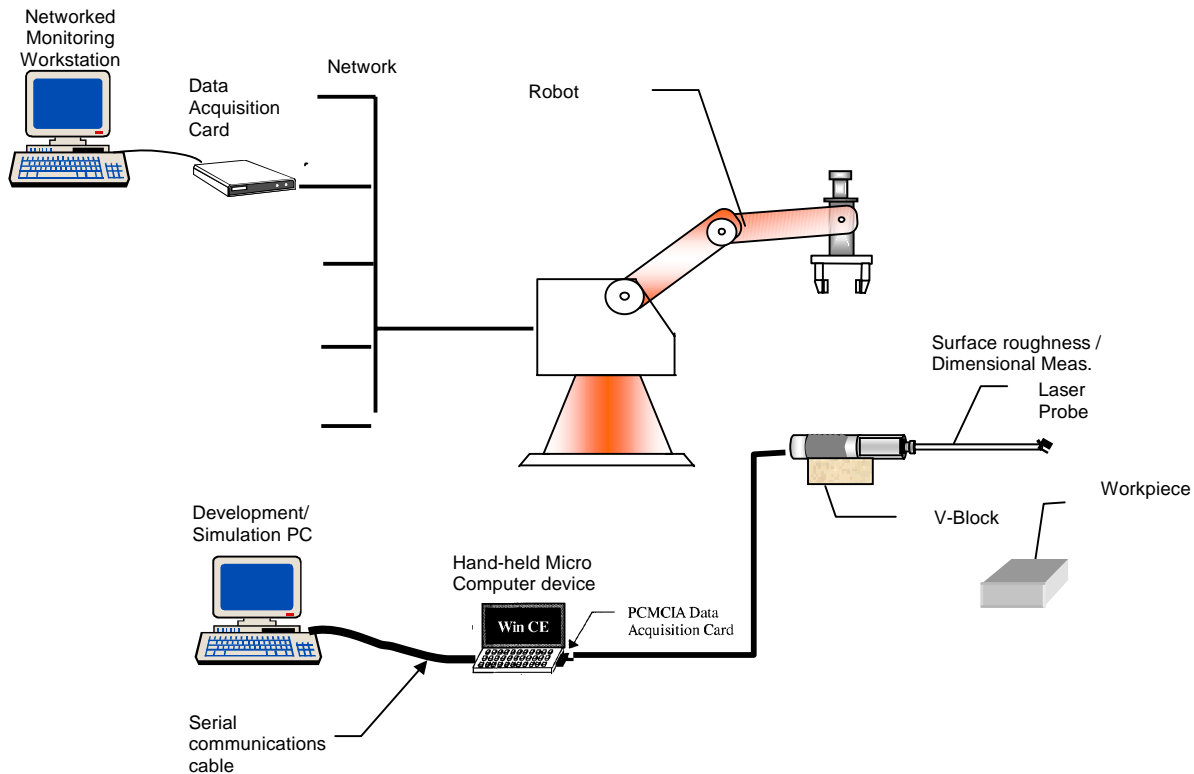 Networked
Monitoring
Workstation
Network
Data
Acquisition
Card
Robot
Surface roughness /
Dimensional Meas.
Laser
Probe
Workpiece
V-Block
Development/
Simulation PC
Hand-held Micro
Computer device
Win CE
PCMCIA Data
Acquisition Card
Serial
communications
cable